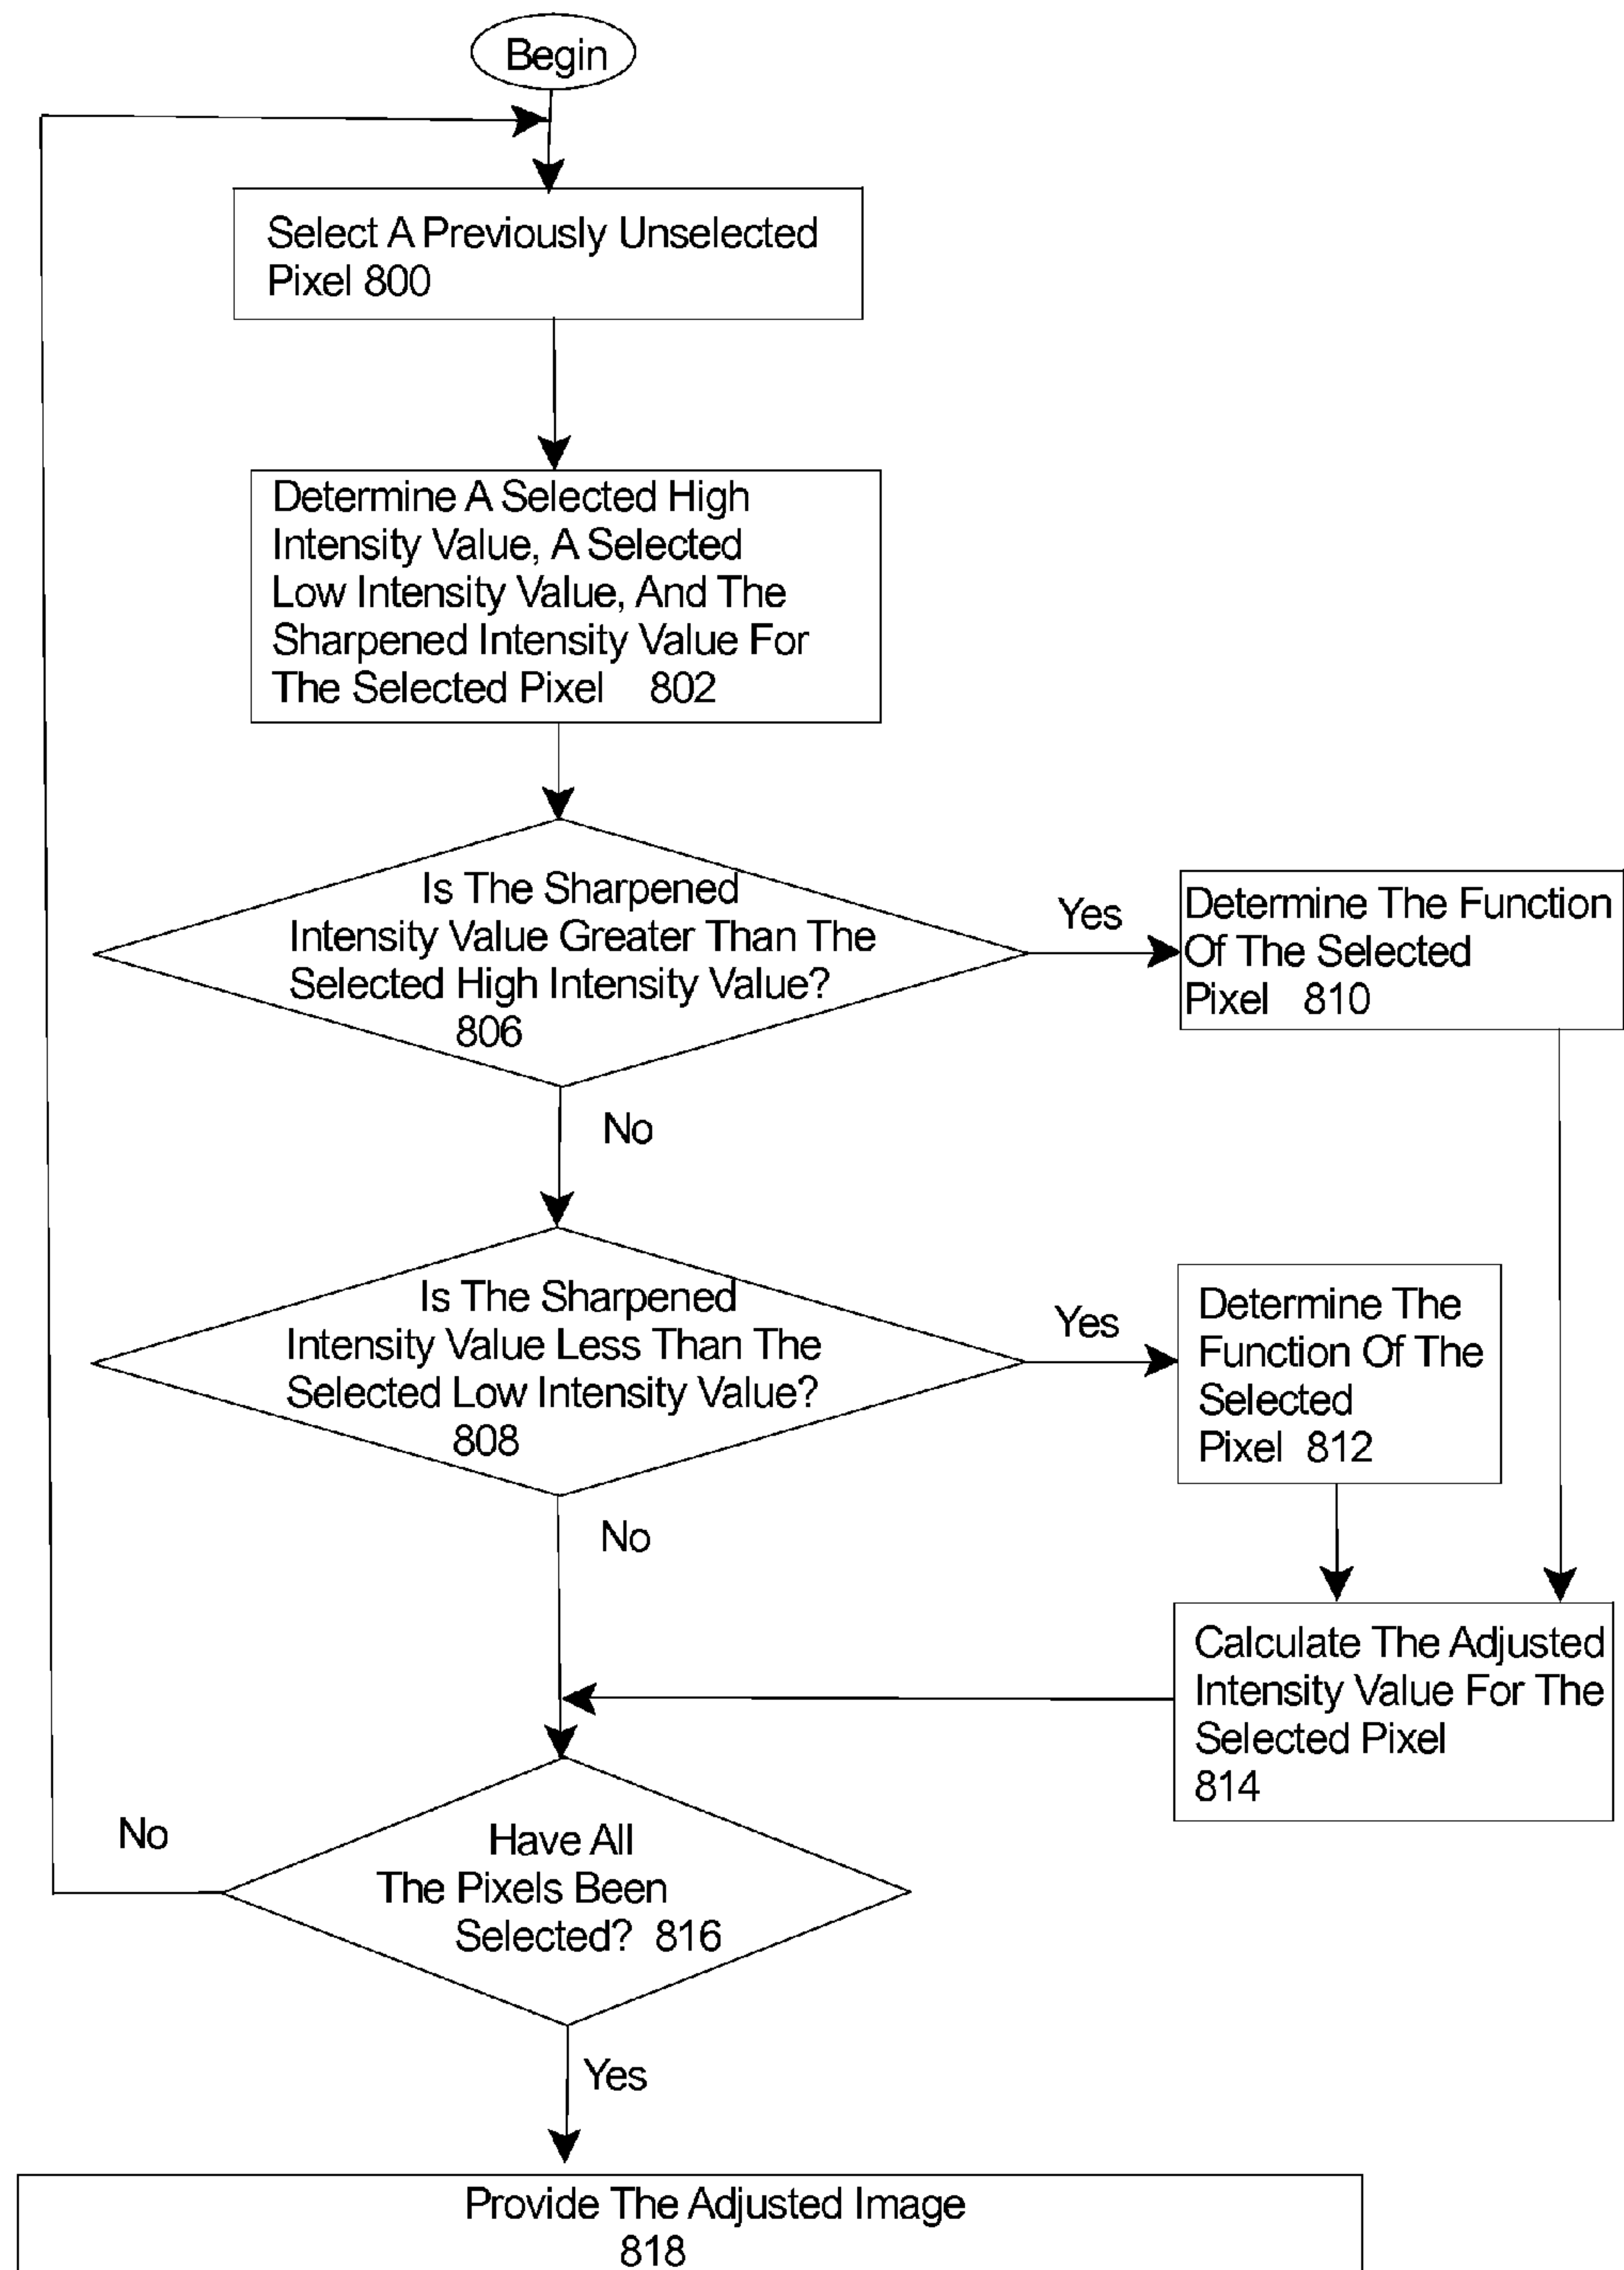 Begin
Select A Previously Unselected
Pixel 800
Determine A Selected High
Intensity Value, A Selected
Low Intensity Value, And The
Sharpened Intensity Value For
The Selected Pixel 802
Is The Sharpened
Intensity Value Greater Than The
Selected High Intensity Value?
806
Yes
Determine The Function
Of The Selected
Pixel 810
No
Is The Sharpened
Intensity Value Less Than The
Selected Low Intensity Value?
808
Yes
Determine The
Function Of The
Selected
Pixel 812
No
Calculate The Adjusted
Intensity Value For The
Selected Pixel
814
No
Have All
The Pixels Been
Selected? 816
Yes
Provide The Adjusted Image
818